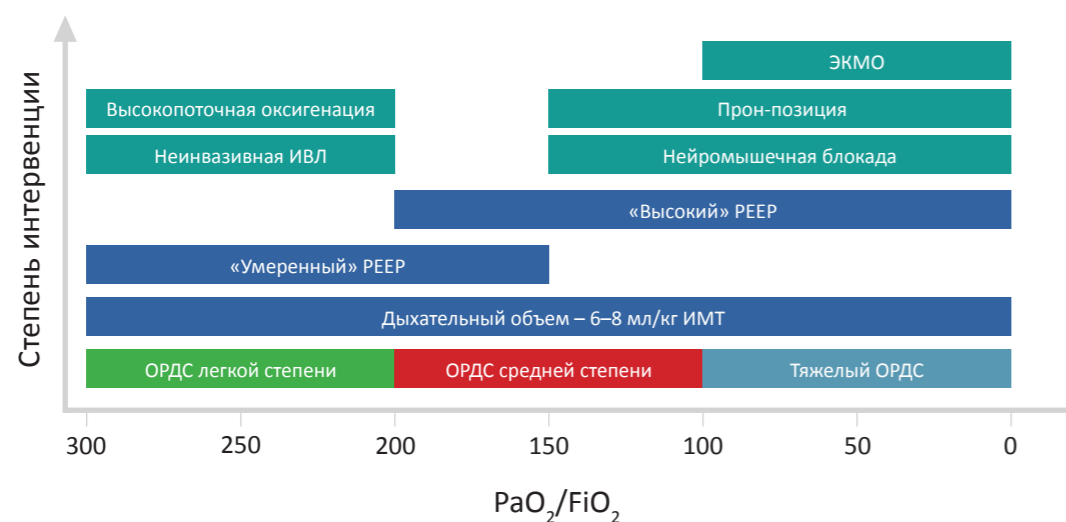 Степень интервенции
ЭКМО
Высокопоточная оксигенация
Прон-позиция
Неинвазивная ИВЛ
Нейромышечная блокада
«Высокий» PEEP
«Умеренный» PEEP
Дыхательный объем – 6–8 мл/кг ИМТ
ОРДС легкой степени
ОРДС средней степени
Тяжелый ОРДС
300 250 200 150 100 50 0
PaO₂/FiO₂